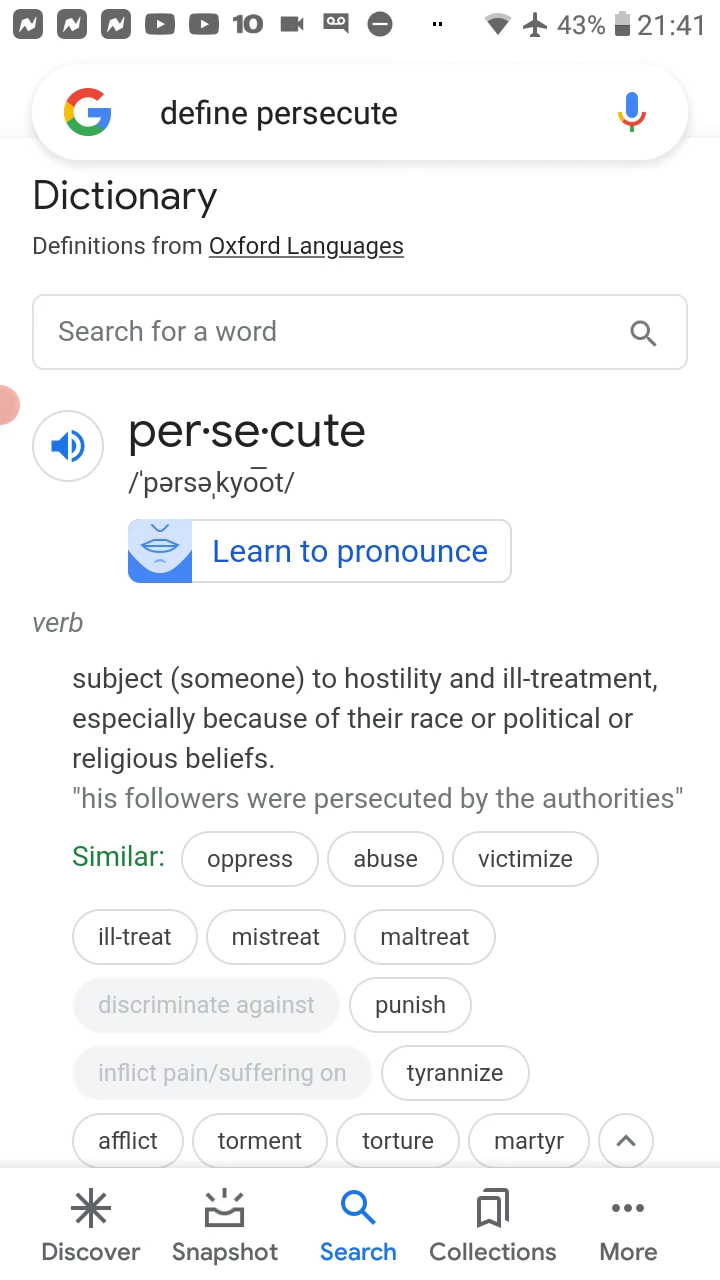 10 43% 21:41
define persecute
Dictionary
Definitions from Oxford Languages
Search for a word
per·se·cute
/ˈpərsəˌkyo͞ot/
Learn to pronounce
verb
subject (someone) to hostility and ill-treatment,
especially because of their race or political or
religious beliefs.
"his followers were persecuted by the authorities"
Similar: oppress abuse victimize
ill-treat mistreat maltreat
discriminate against punish
inflict pain/suffering on tyrannize
afflict torment torture martyr
Discover Snapshot Search Collections More